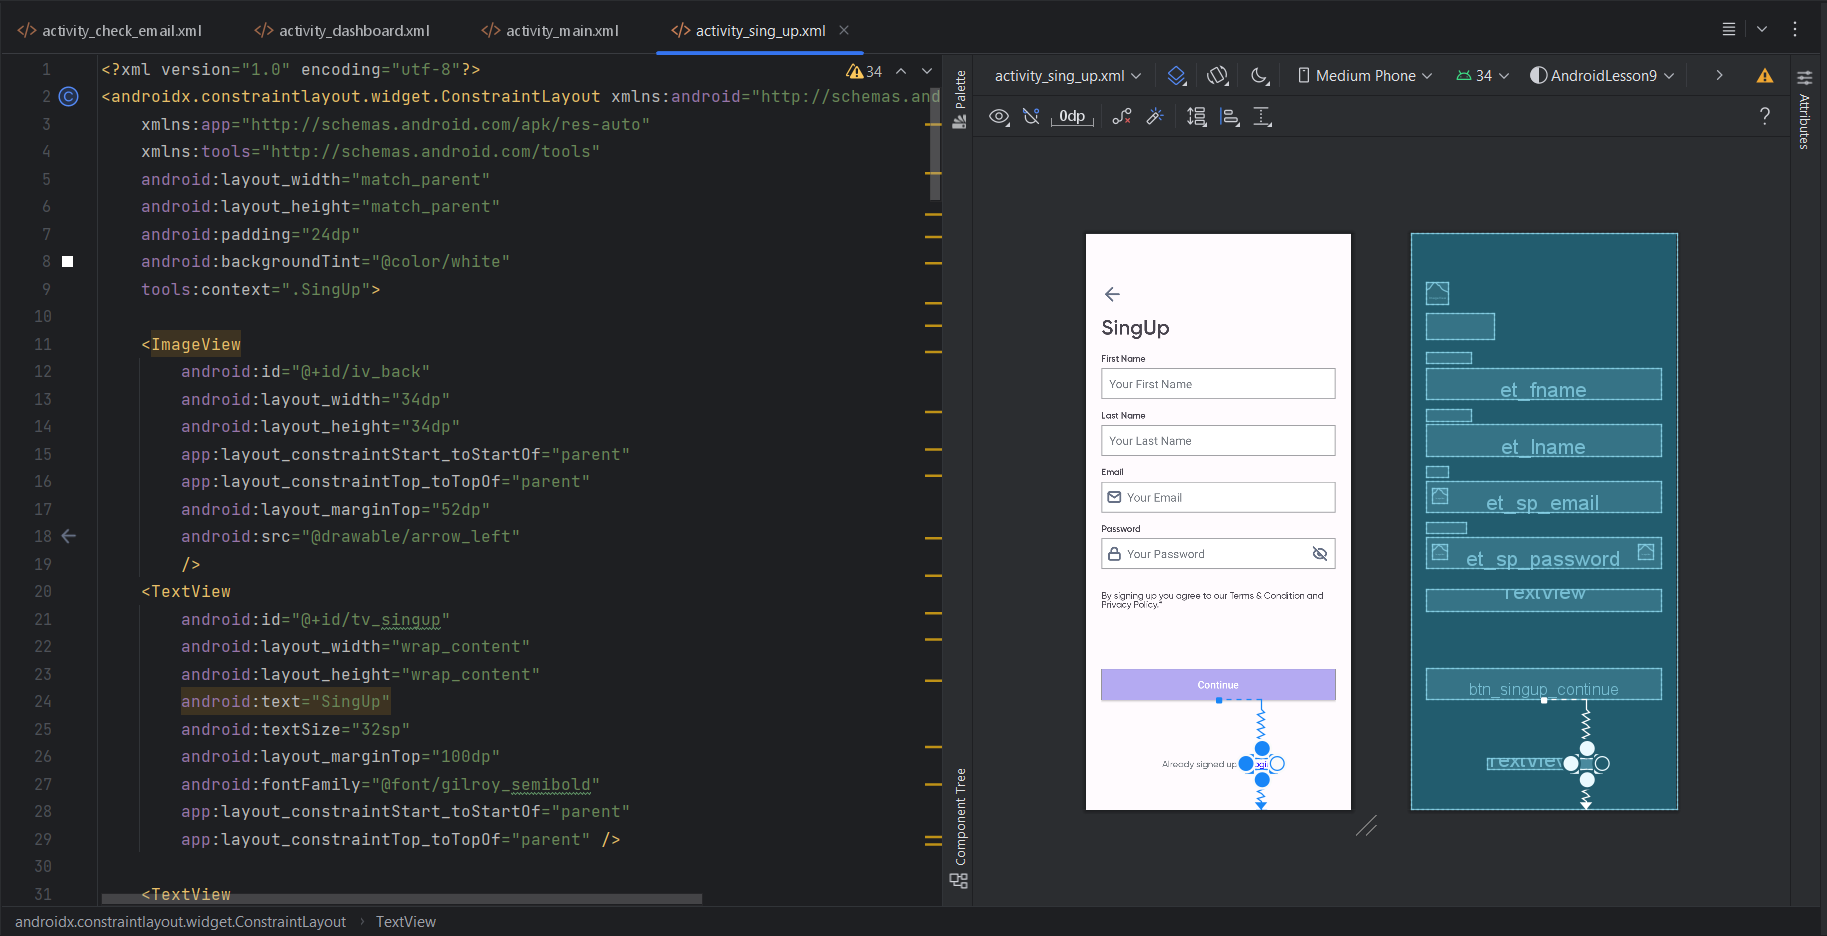 activity_check_email.xml
activity_dashboard.xml
activity_main.xml
activity_sing_up.xml
1 <?xml version="1.0" encoding="utf-8"?>
34
2 <androidx.constraintlayout.widget.ConstraintLayout xmlns:android="http://schemas.and
3 xmlns:app="http://schemas.android.com/apk/res-auto"
4 xmlns:tools="http://schemas.android.com/tools"
5 android:layout_width="match_parent"
6 android:layout_height="match_parent"
7 android:padding="24dp"
8 android:backgroundTint="@color/white"
9 tools:context=".SingUp">
10
11 <ImageView
12 android:id="@+id/iv_back"
13 android:layout_width="34dp"
14 android:layout_height="34dp"
15 app:layout_constraintStart_toStartOf="parent"
16 app:layout_constraintTop_toTopOf="parent"
17 android:layout_marginTop="52dp"
18 android:src="@drawable/arrow_left"
19 />
20 <TextView
21 android:id="@+id/tv_singup"
22 android:layout_width="wrap_content"
23 android:layout_height="wrap_content"
24 android:text="SingUp"
25 android:textSize="32sp"
26 android:layout_marginTop="100dp"
27 android:fontFamily="@font/gilroy_semibold"
28 app:layout_constraintStart_toStartOf="parent"
29 app:layout_constraintTop_toTopOf="parent" />
30
31 <TextView
androidx.constraintlayout.widget.ConstraintLayout
TextView
Palette
Component Tree
activity_sing_up.xml
Medium Phone
34
AndroidLesson9
0dp
?
Attributes
SingUp
First Name
Your First Name
Last Name
Your Last Name
Email
Your Email
Password
Your Password
By signing up you agree to our Terms & Condition and
Privacy Policy.*
Continue
Already signed up
et_fname
et_lname
et_sp_email
et_sp_password
TextView
btn_singup_continue